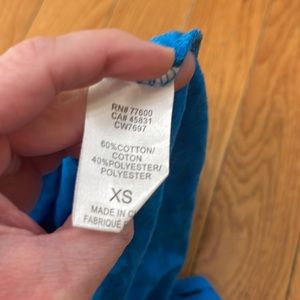 RN# 77600
CA# 45831
CW7697
60%COTTON/
COTON
40%POLYESTER/
POLYESTER
XS
MADE IN
FABRIQUÉ